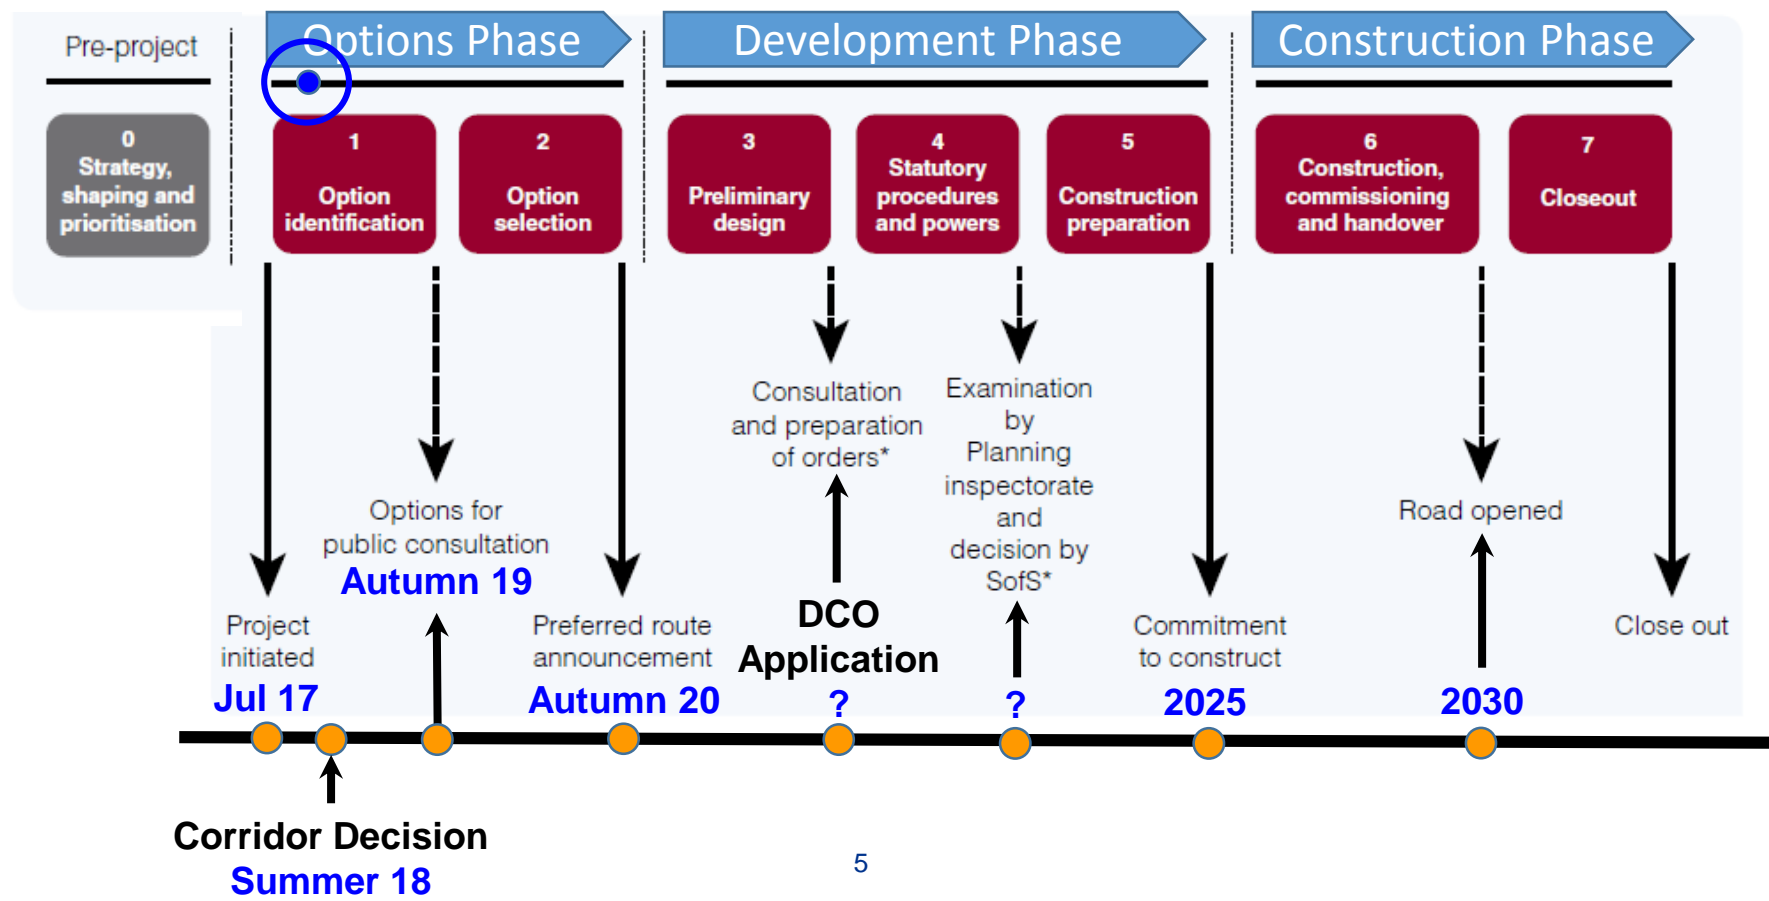 Pre-project
Options Phase
Development Phase
Construction Phase
0
Strategy,
shaping and
prioritisation
1
Option
identification
2
Option
selection
3
Preliminary
design
4
Statutory
procedures
and powers
5
Construction
preparation
6
Construction,
commissioning
and handover
7
Closeout
Project
initiated
Jul 17
Options for
public consultation
Autumn 19
Preferred route
announcement
Autumn 20
Consultation
and preparation
of orders*
DCO
Application
?
Examination
by
Planning
inspectorate
and
decision by
SofS*
?
Commitment
to construct
2025
Road opened
2030
Close out
Corridor Decision
Summer 18
5